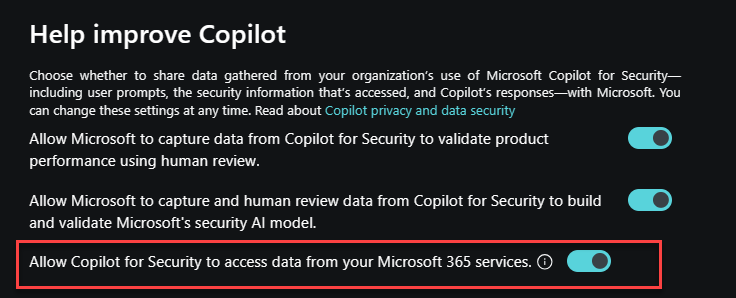 Help improve Copilot
Choose whether to share data gathered from your organization's use of Microsoft Copilot for Security—
including user prompts, the security information that's accessed, and Copilot's responses—with Microsoft. You
can change these settings at any time. Read about Copilot privacy and data security
Allow Microsoft to capture data from Copilot for Security to validate product
performance using human review.
Allow Microsoft to capture and human review data from Copilot for Security to build
and validate Microsoft's security AI model.
Allow Copilot for Security to access data from your Microsoft 365 services.